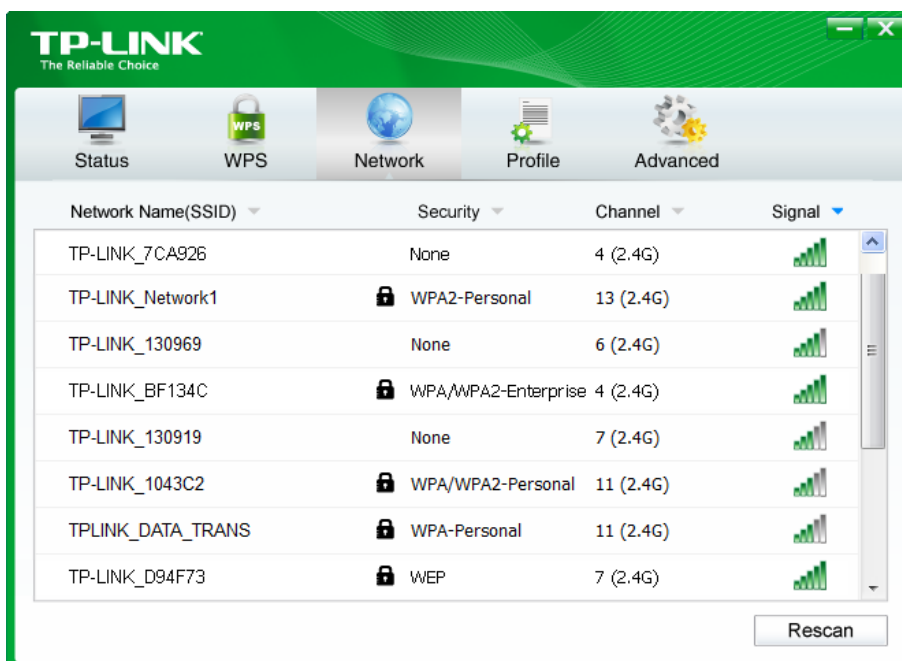 TP-LINK
The Reliable Choice
WPS
Status WPS Network Profile Advanced
Network Name(SSID) Security Channel Signal
TP-LINK_7CA926 None 4 (2.4G)
TP-LINK_Network1 WPA2-Personal 13 (2.4G)
TP-LINK_130969 None 6 (2.4G)
TP-LINK_BF134C WPA/WPA2-Enterprise 4 (2.4G)
TP-LINK_130919 None 7 (2.4G)
TP-LINK_1043C2 WPA/WPA2-Personal 11 (2.4G)
TPLINK_DATA_TRANS WPA-Personal 11 (2.4G)
TP-LINK_D94F73 WEP 7 (2.4G)
Rescan